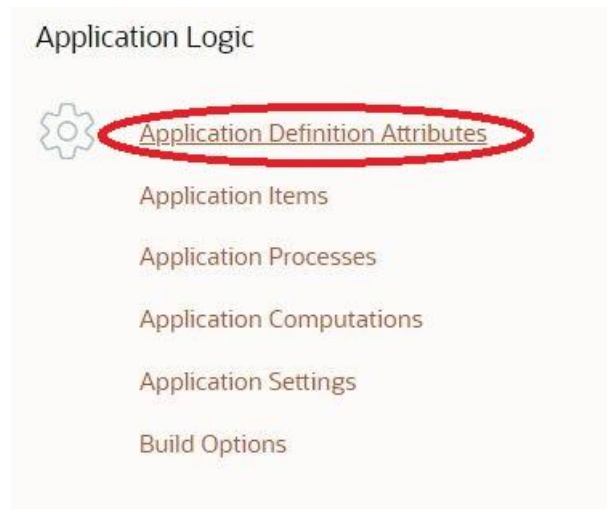 Application Logic
Application Definition Attributes
Application Items
Application Processes
Application Computations
Application Settings
Build Options